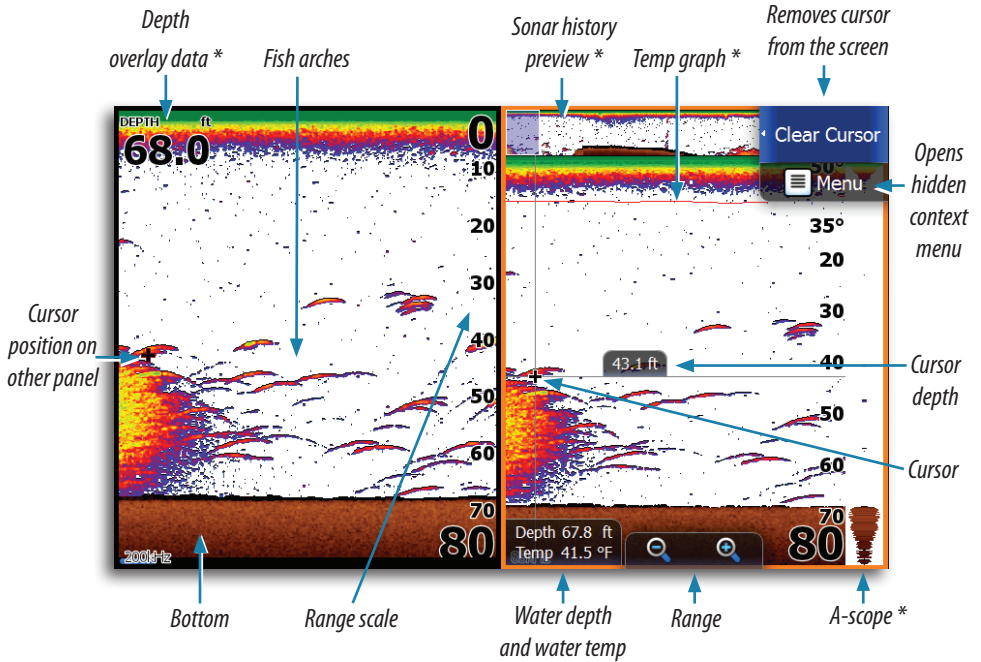 Depth
overlay data *
Fish arches
Sonar history
preview *
Temp graph *
Removes cursor
from the screen
DEPTH ft
68.0
0
10
20
30
40
50
60
70
80
200kHz
Clear Cursor
Menu
50°
35°
20
30
40
50
60
70
80
43.1 ft
Depth 67.8 ft
Temp 41.5 °F
Opens
hidden
context
menu
Cursor
position on
other panel
Cursor
depth
Cursor
Bottom
Range scale
Water depth
and water temp
Range
A-scope *